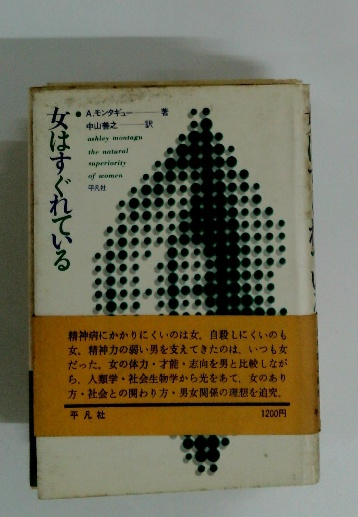 女はすぐれている
A.モンタギュー――著
中山善之――訳
ashley montagu
the natural
superiority
of women
平凡社
精神病にかかりにくいのは女。自殺しにくいのも
女。精神力の弱い男を支えてきたのは、いつも女
だった。女の体力・才能・志向を男と比較しなが
ら、人類学・社会生物学から光をあて、女のあり
方・社会との関わり方・男女関係の理想を追究。
平凡社
1200円